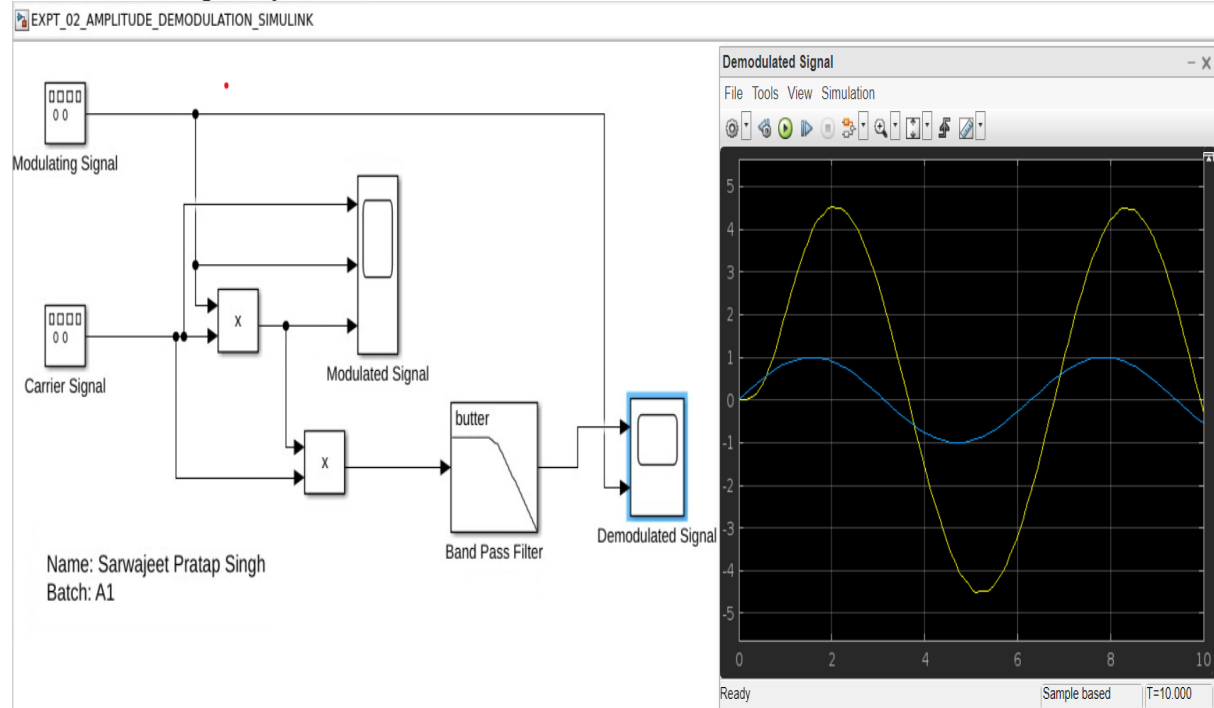 EXPT_02_AMPLITUDE_DEMODULATION_SIMULINK
Modulating Signal
Carrier Signal
x
Modulated Signal
x
butter
Band Pass Filter
Demodulated Signal
Name: Sarwajeet Pratap Singh
Batch: A1
Demodulated Signal
File Tools View Simulation
5
4
3
2
1
0
-1
-2
-3
-4
-5
0 2 4 6 8 10
Ready Sample based T=10.000